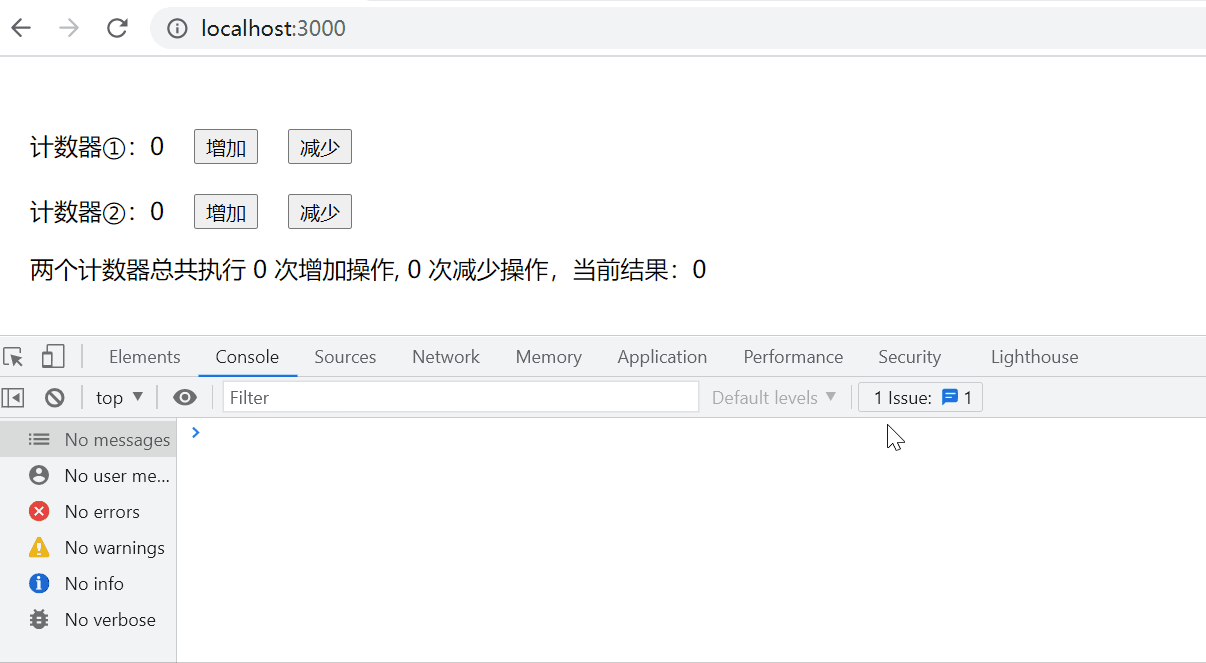 localhost:3000
计数器①：0 增加 减少
计数器②：0 增加 减少
两个计数器总共执行 0 次增加操作, 0 次减少操作，当前结果：0
Elements Console Sources Network Memory Application Performance Security Lighthouse
top Filter Default levels 1 Issue: 1
No messages
No user me...
No errors
No warnings
No info
No verbose